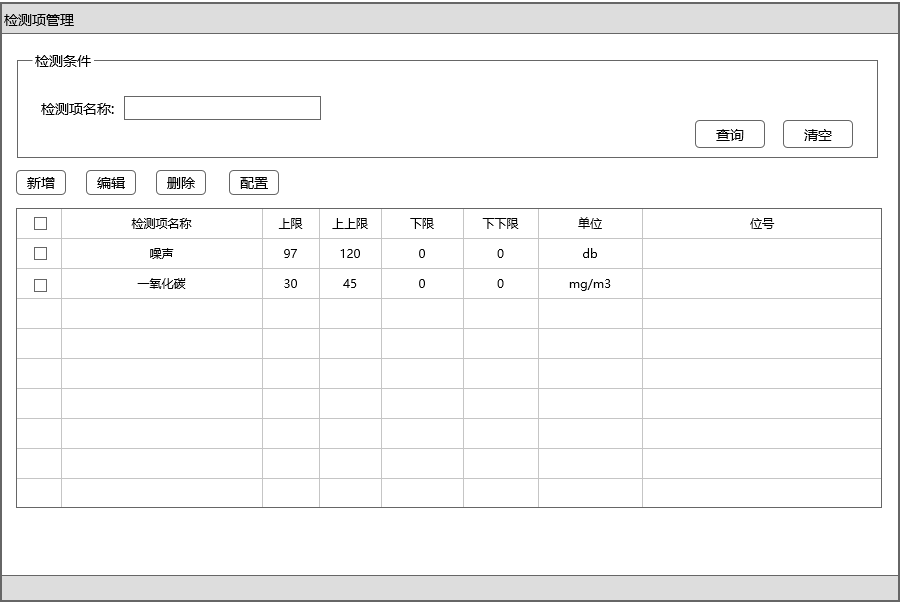 检测项管理
检测条件
检测项名称:
查询 清空
新增 编辑 删除 配置
检测项名称 上限 上上限 下限 下下限 单位 位号
噪声 97 120 0 0 db
一氧化碳 30 45 0 0 mg/m3